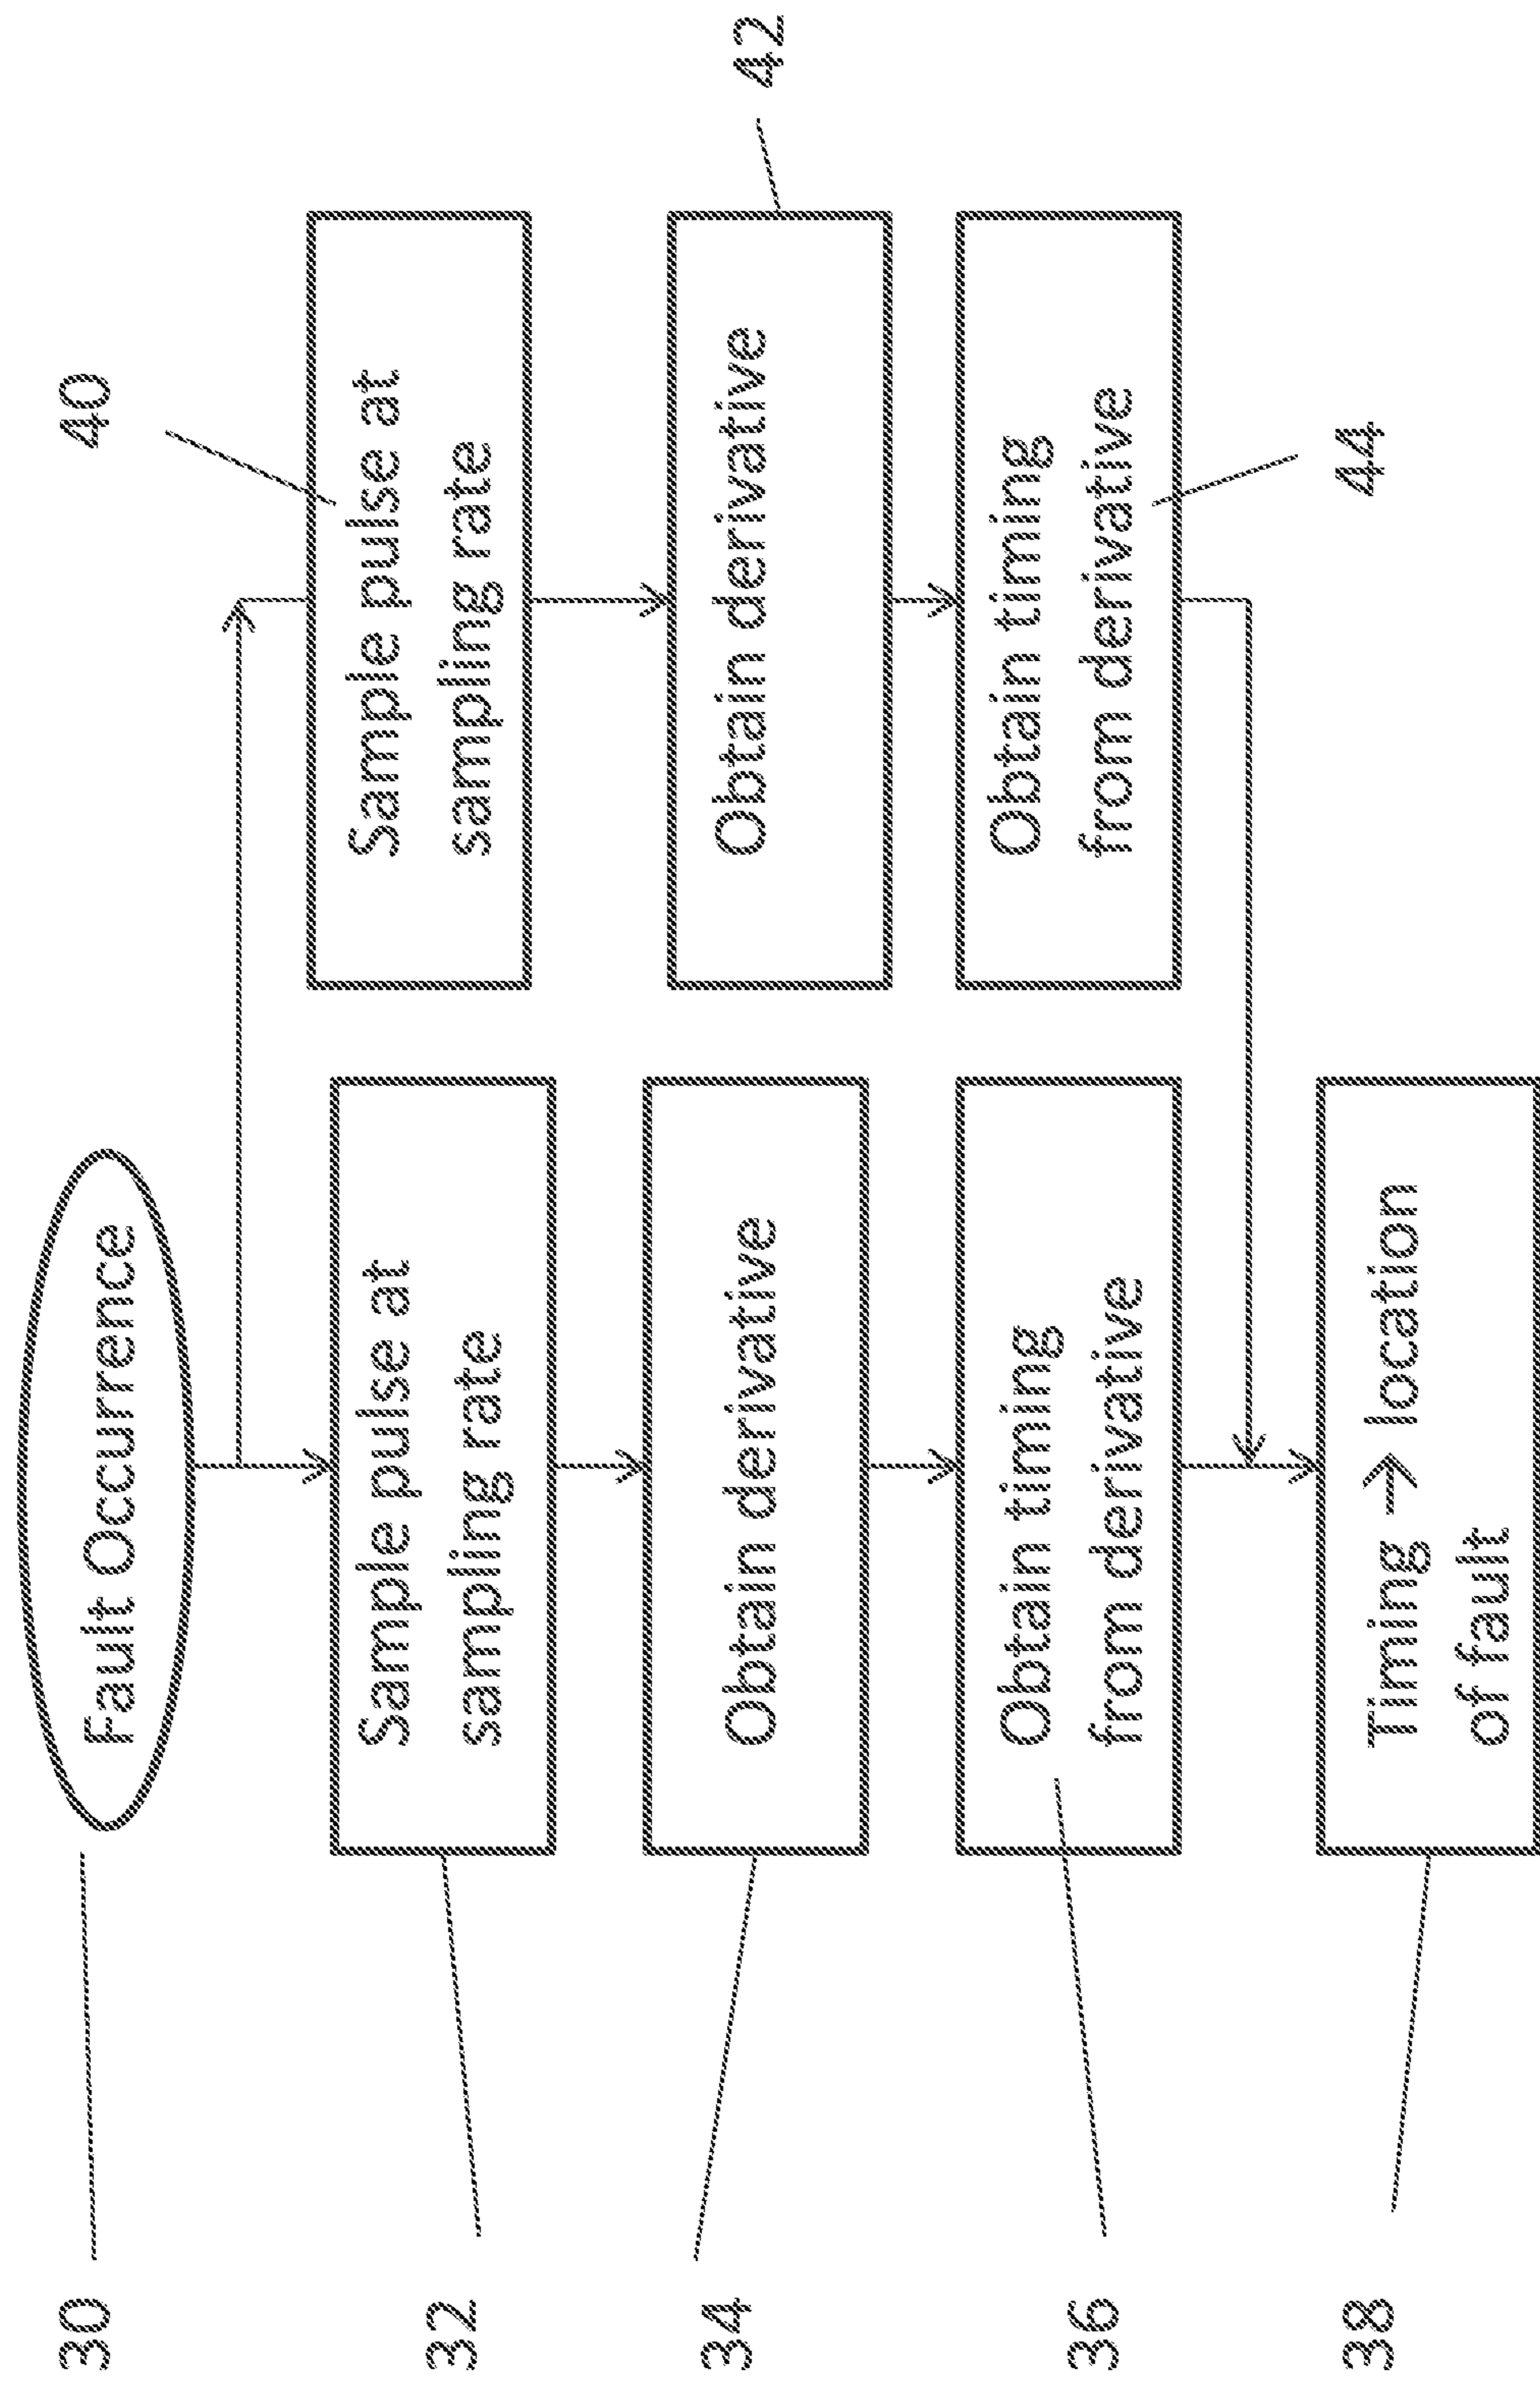 30
Fault Occurrence
32
Sample pulse at
sampling rate
40
Sample pulse at
sampling rate
34
Obtain derivative
Obtain derivative
42
36
Obtain timing
from derivative
Obtain timing
from derivative
44
38
Timing → location
of fault